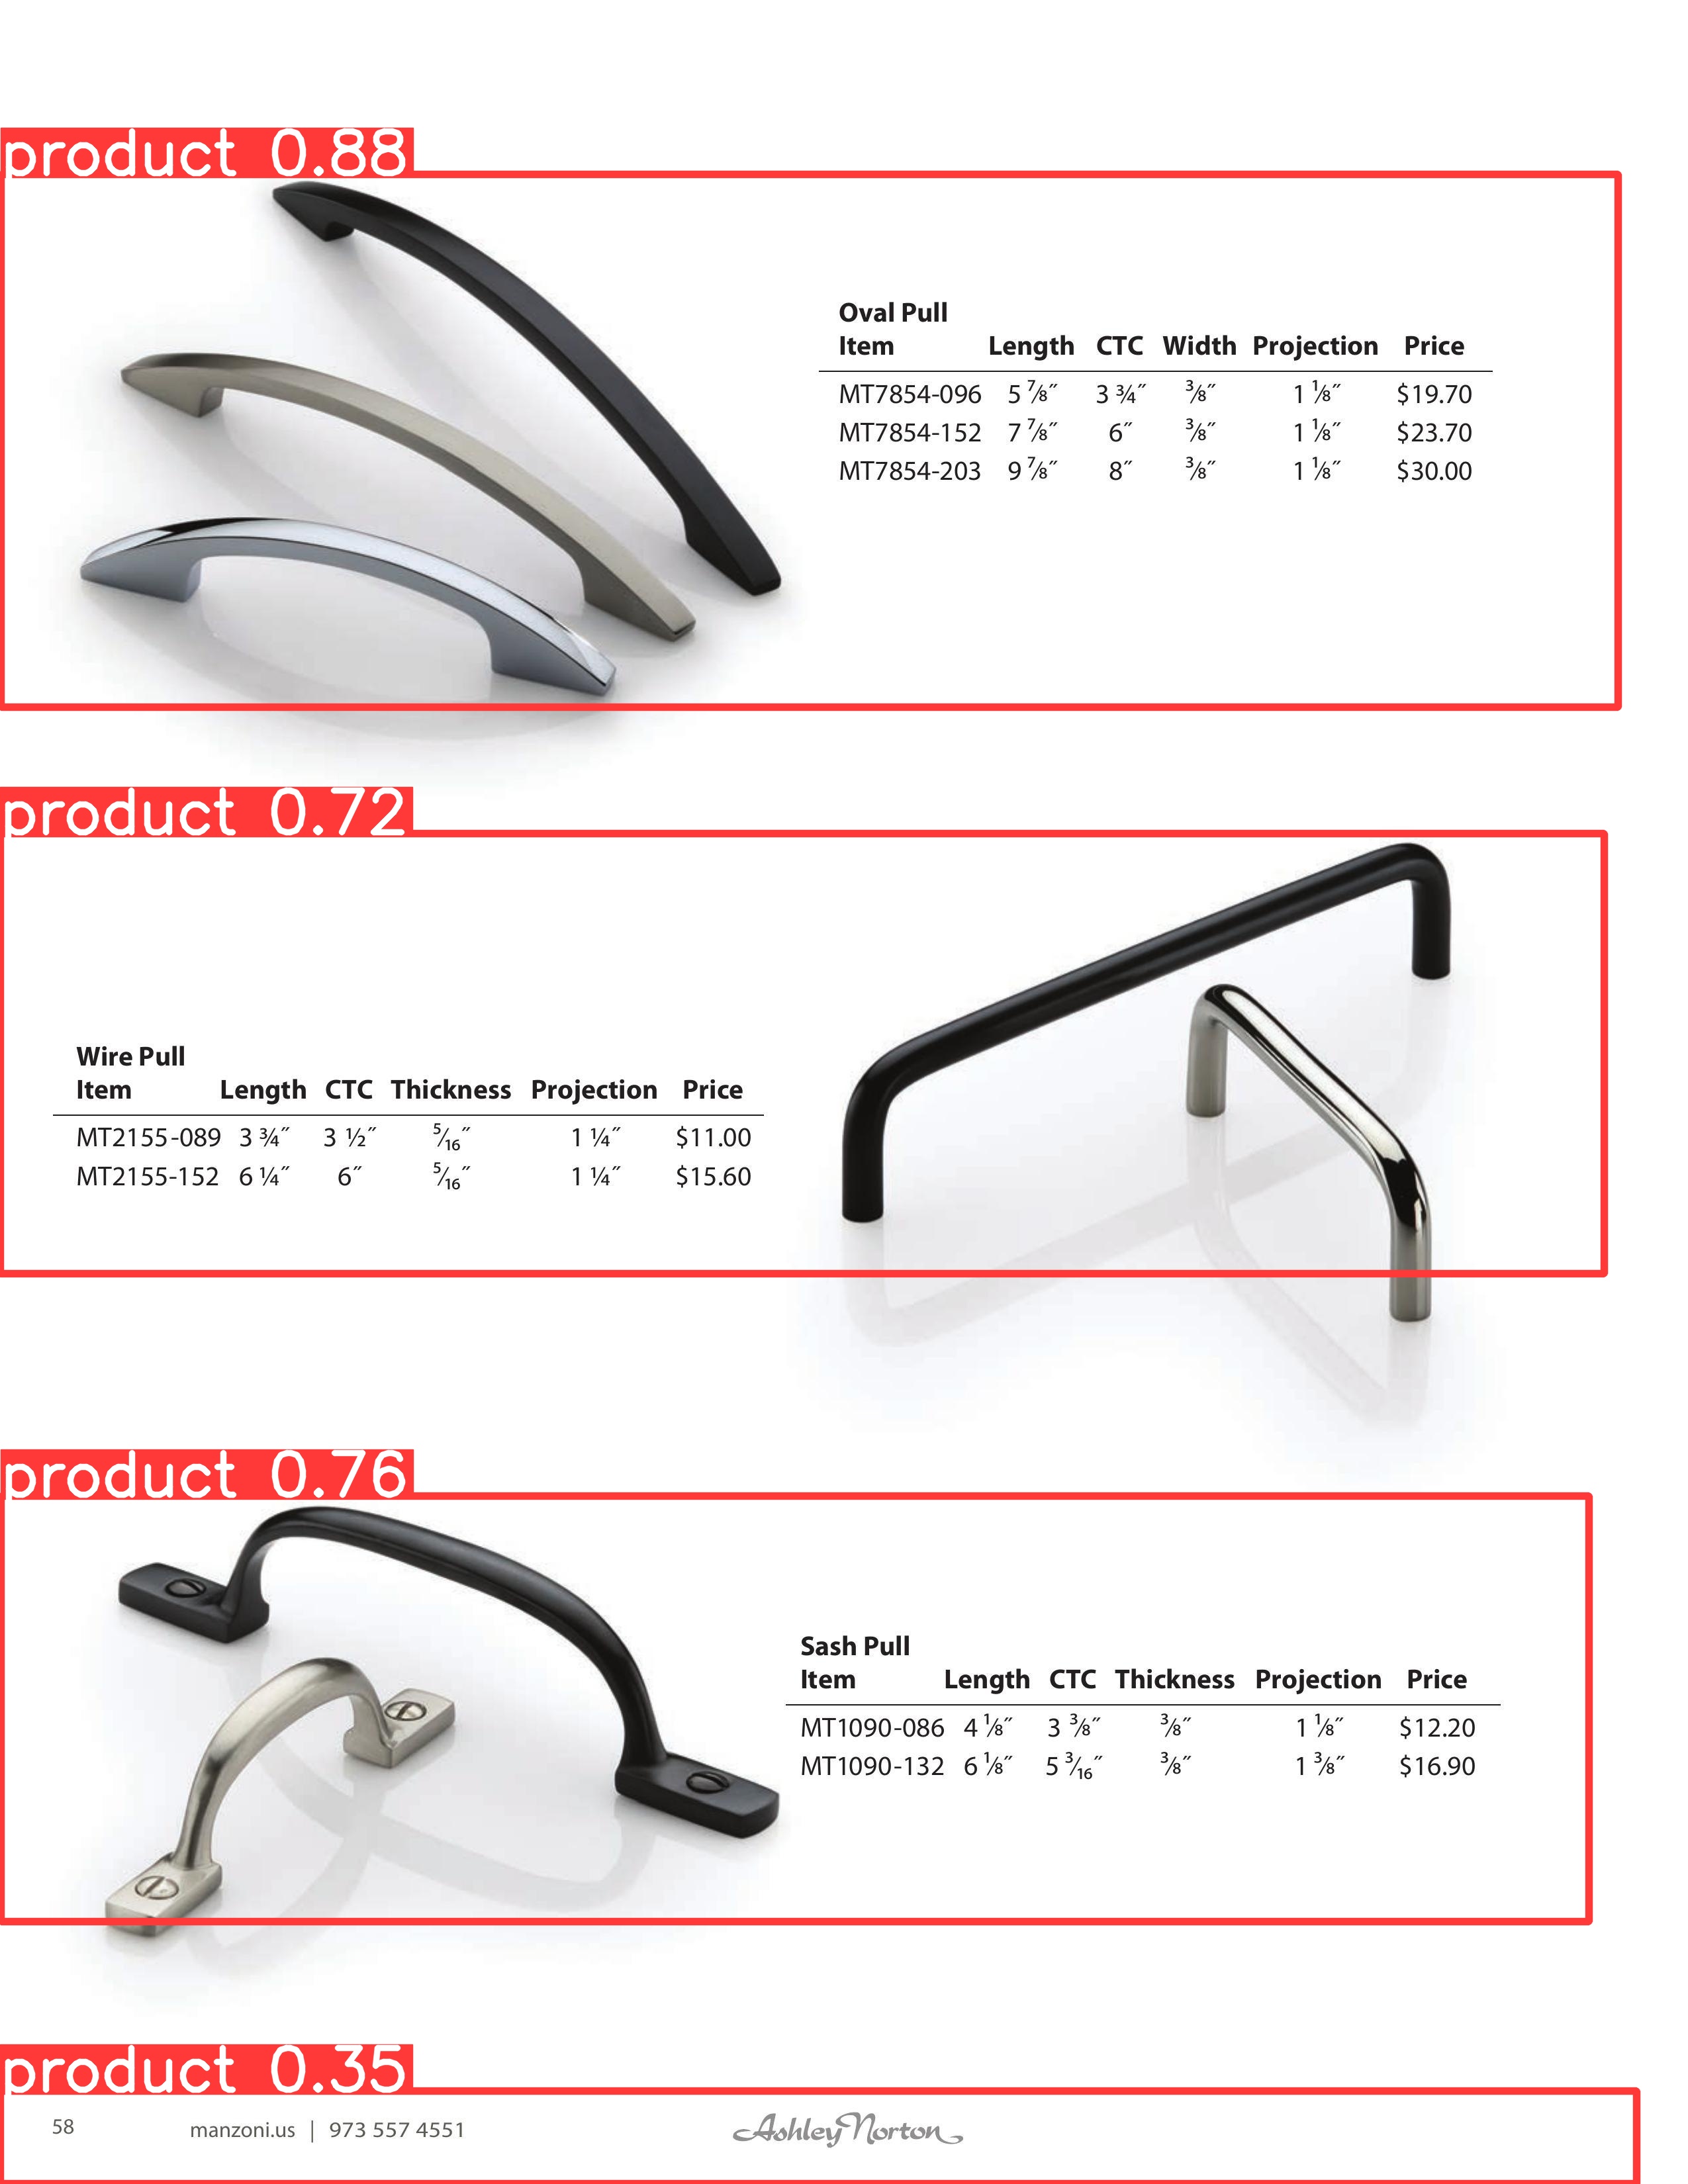 product 0.88
Oval Pull
Item Length CTC Width Projection Price
MT7854-096 5 ⅞″ 3 ¾″ ⅜″ 1 ⅛″ $19.70
MT7854-152 7 ⅞″ 6″ ⅜″ 1 ⅛″ $23.70
MT7854-203 9 ⅞″ 8″ ⅜″ 1 ⅛″ $30.00
product 0.72
Wire Pull
Item Length CTC Thickness Projection Price
MT2155-089 3 ¾″ 3 ½″ 5⁄16″ 1 ¼″ $11.00
MT2155-152 6 ¼″ 6″ 5⁄16″ 1 ¼″ $15.60
product 0.76
Sash Pull
Item Length CTC Thickness Projection Price
MT1090-086 4 ⅛″ 3 ⅜″ ⅜″ 1 ⅛″ $12.20
MT1090-132 6 ⅛″ 5 3⁄16″ ⅜″ 1 ⅜″ $16.90
product 0.35
58 manzoni.us | 973 557 4551 Ashley Norton